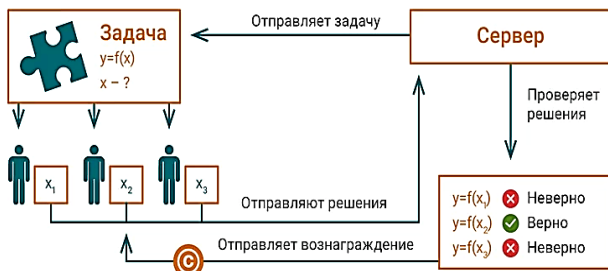 Задача
y=f(x)
x – ?
Отправляет задачу
Сервер
Проверяет
решения
x₁
x₂
x₃
Отправляют решения
Отправляет вознаграждение
©
y=f(x₁) Неверно
y=f(x₂) Верно
y=f(x₃) Неверно